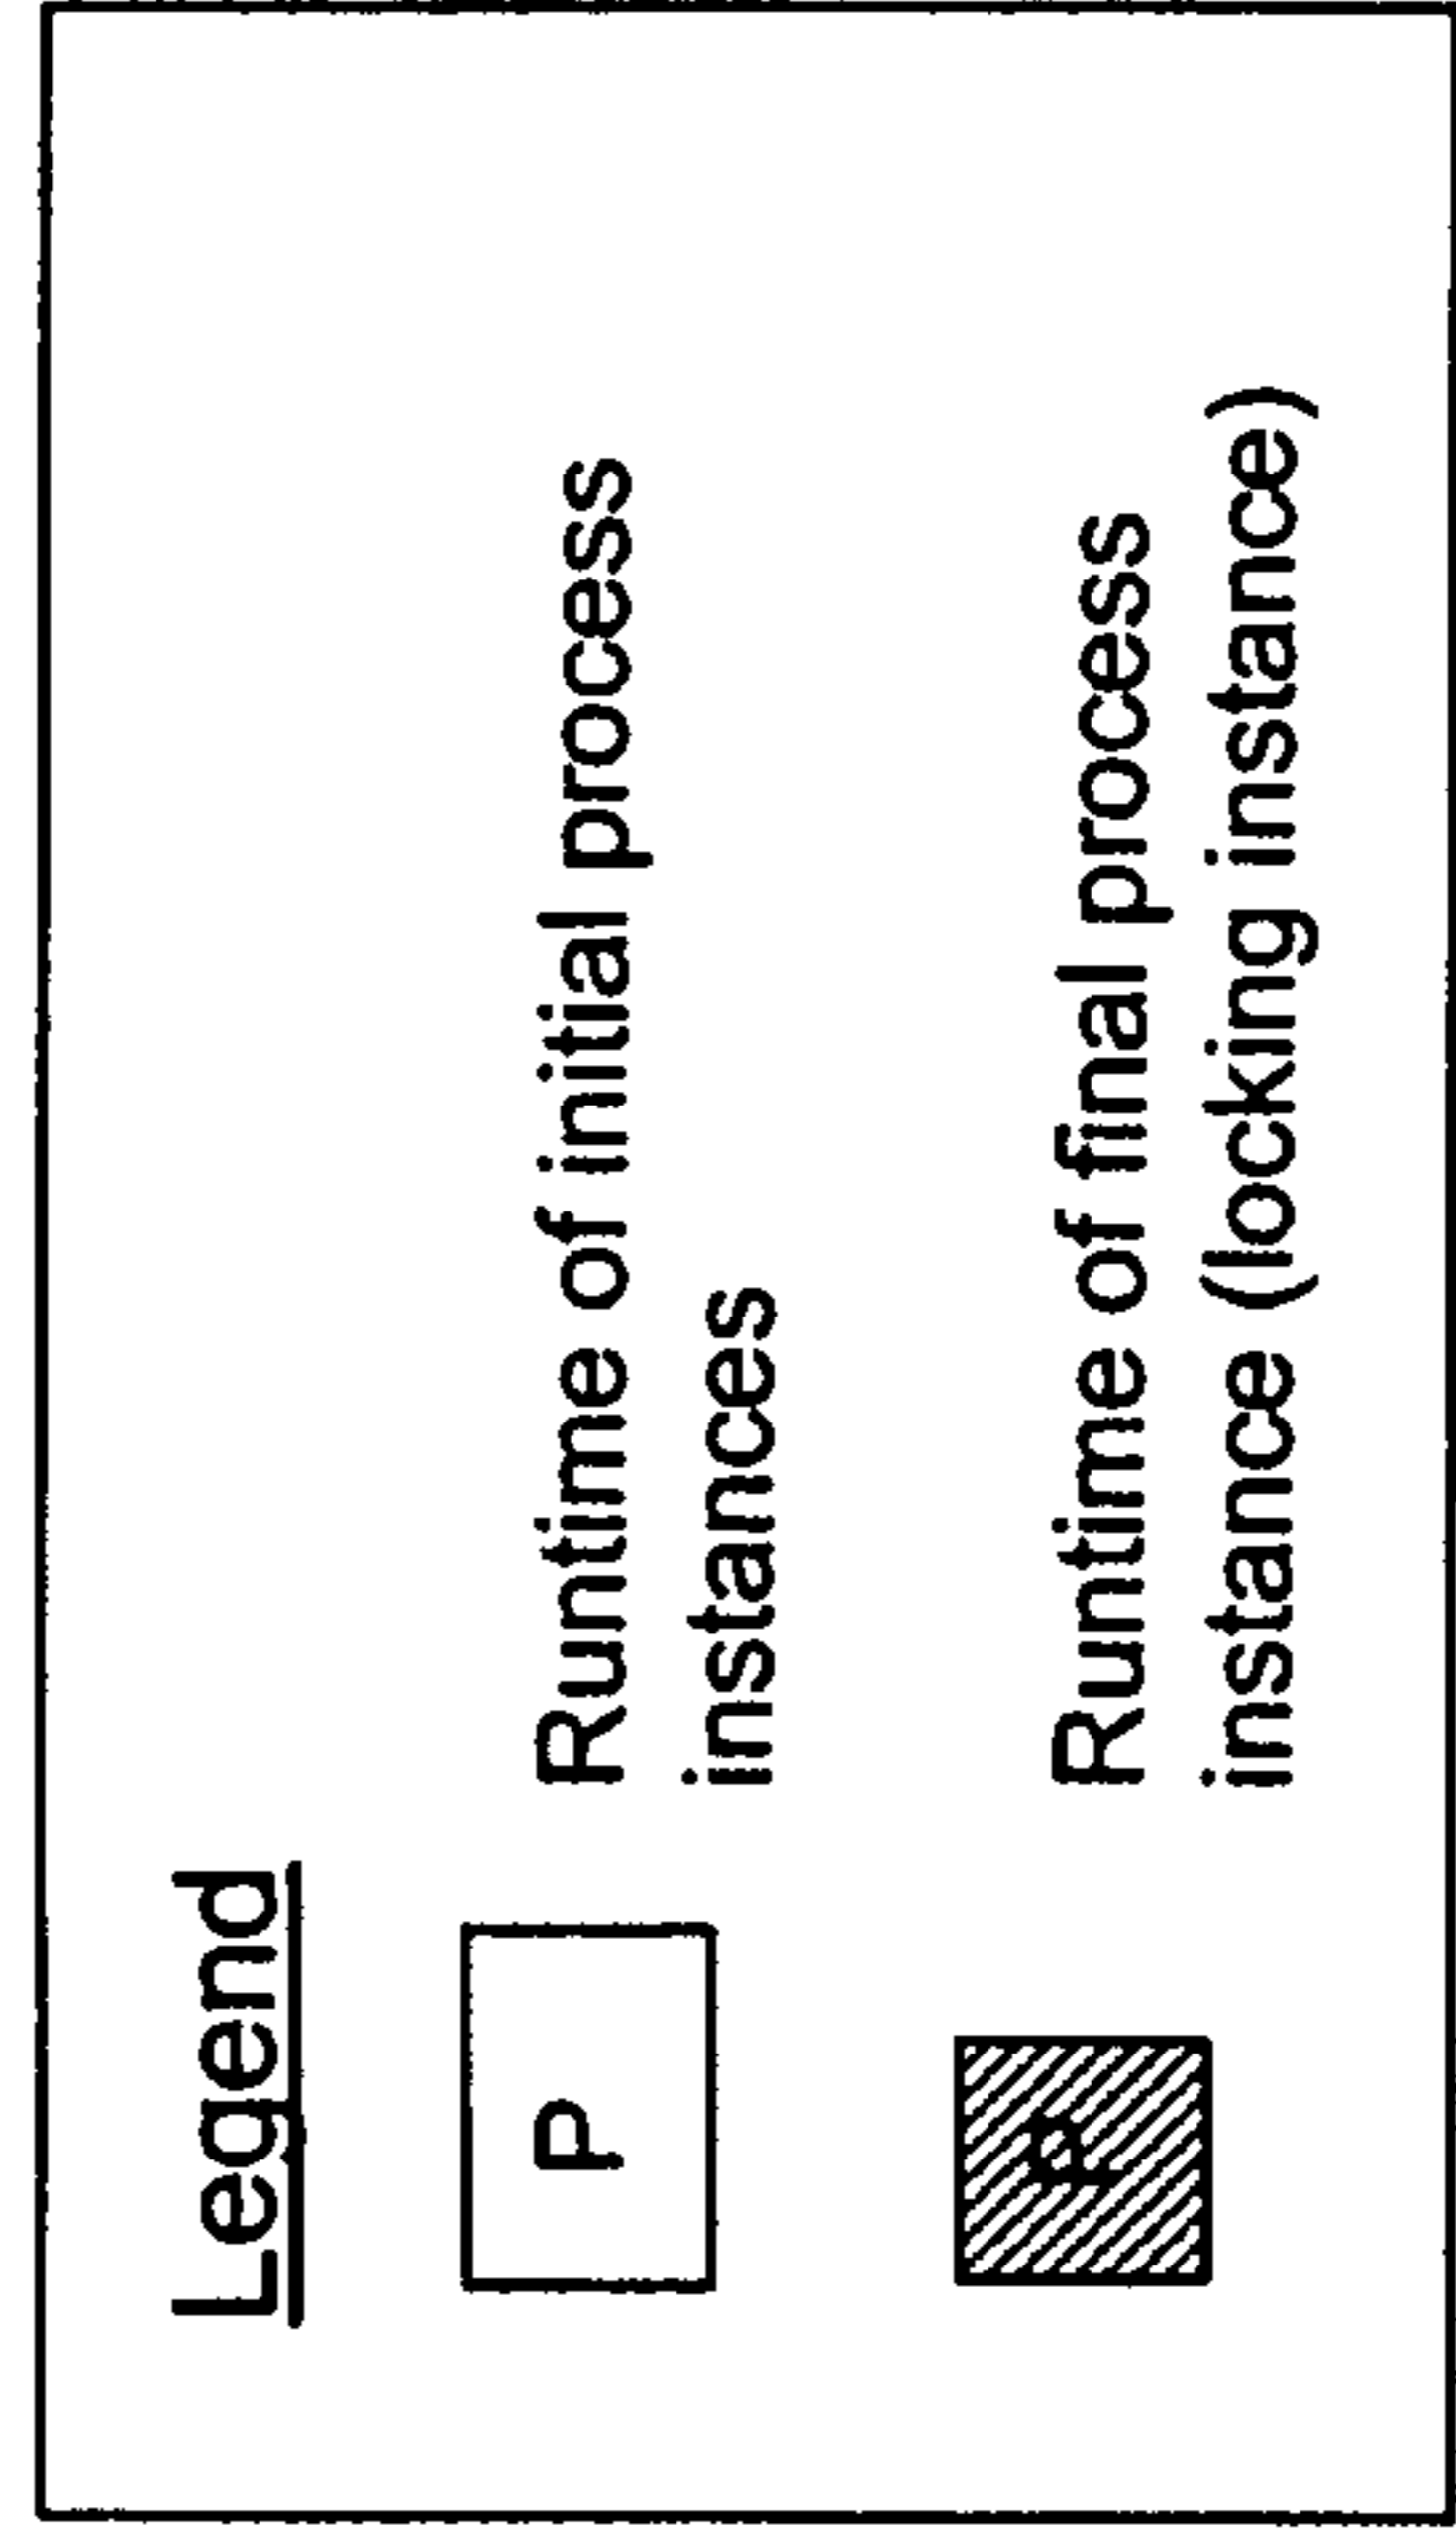 Legend
P
Runtime of initial process
instances
P
Runtime of final process
instance (locking instance)